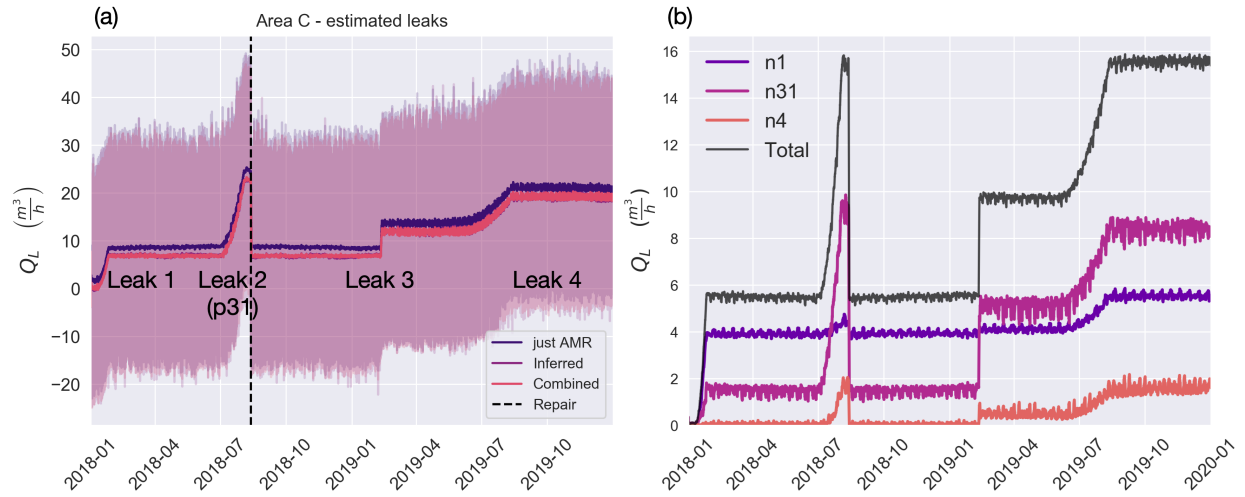 (a)
Area C - estimated leaks
50
40
30
20
10
0
−10
−20
Q_L (m³/h)
Leak 1
Leak 2
(p31)
Leak 3
Leak 4
just AMR
Inferred
Combined
Repair
2018-01
2018-04
2018-07
2018-10
2019-01
2019-04
2019-07
2019-10
(b)
16
14
12
10
8
6
4
2
0
Q_L (m³/h)
n1
n31
n4
Total
2018-01
2018-04
2018-07
2018-10
2019-01
2019-04
2019-07
2019-10
2020-01